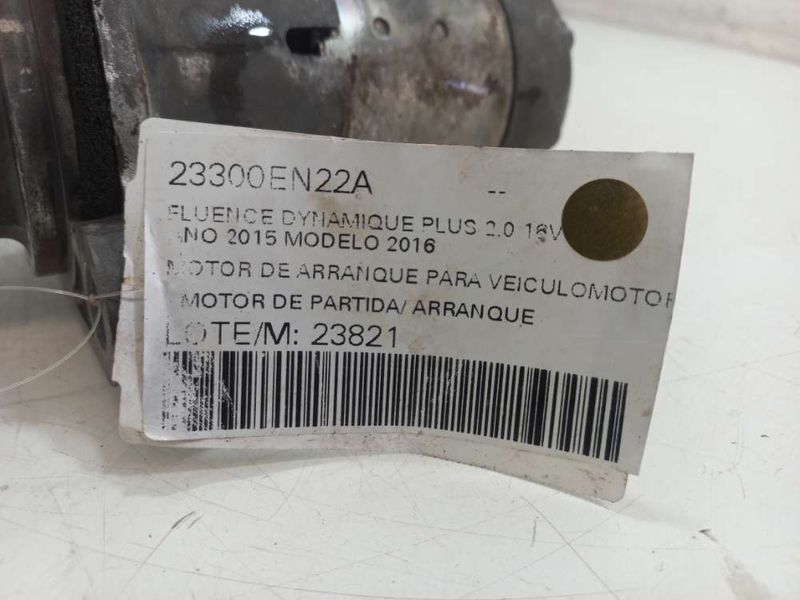 23300EN22A --
FLUENCE DYNAMIQUE PLUS 2.0 16V
ANO 2015 MODELO 2016
MOTOR DE ARRANQUE PARA VEICULOMOTOR
MOTOR DE PARTIDA/ ARRANQUE
LOTE/M: 23821